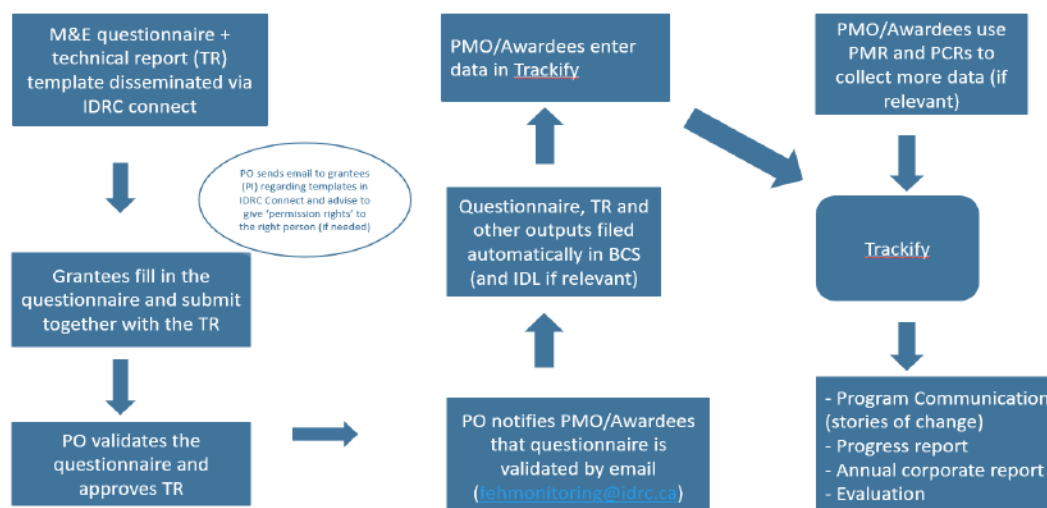 M&E questionnaire +
technical report (TR)
template disseminated via
IDRC connect
PO sends email to grantees
(PI) regarding templates in
IDRC Connect and advise to
give ‘permission rights’ to
the right person (if needed)
Grantees fill in the
questionnaire and submit
together with the TR
PO validates the
questionnaire and
approves TR
PO notifies PMO/Awardees
that questionnaire is
validated by email
(fehmonitoring@idrc.ca)
Questionnaire, TR and
other outputs filed
automatically in BCS
(and IDL if relevant)
PMO/Awardees enter
data in Trackify
PMO/Awardees use
PMR and PCRs to
collect more data (if
relevant)
Trackify
- Program Communication
(stories of change)
- Progress report
- Annual corporate report
- Evaluation